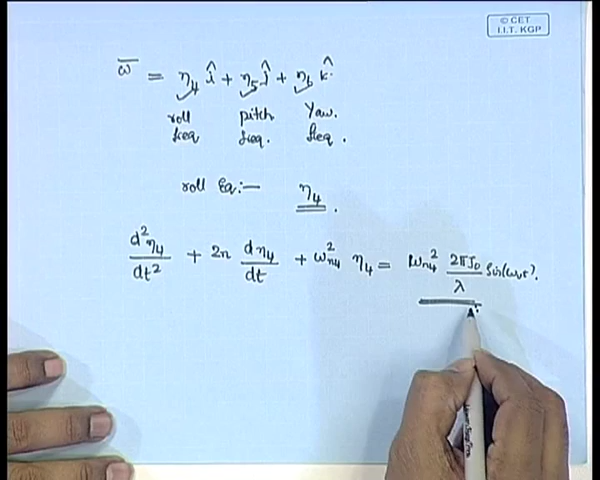 © CET
I.I.T. KGP
ω̅ = η₄ î + η₅ ĵ + η₆ k̂
roll pitch Yaw.
freq freq. freq.
roll Eq:— η₄.
d²η₄/dt² + 2n dη₄/dt + ω²n₄ η₄ = ωn₄² 2πJ₀/λ Sin(ωₑt).